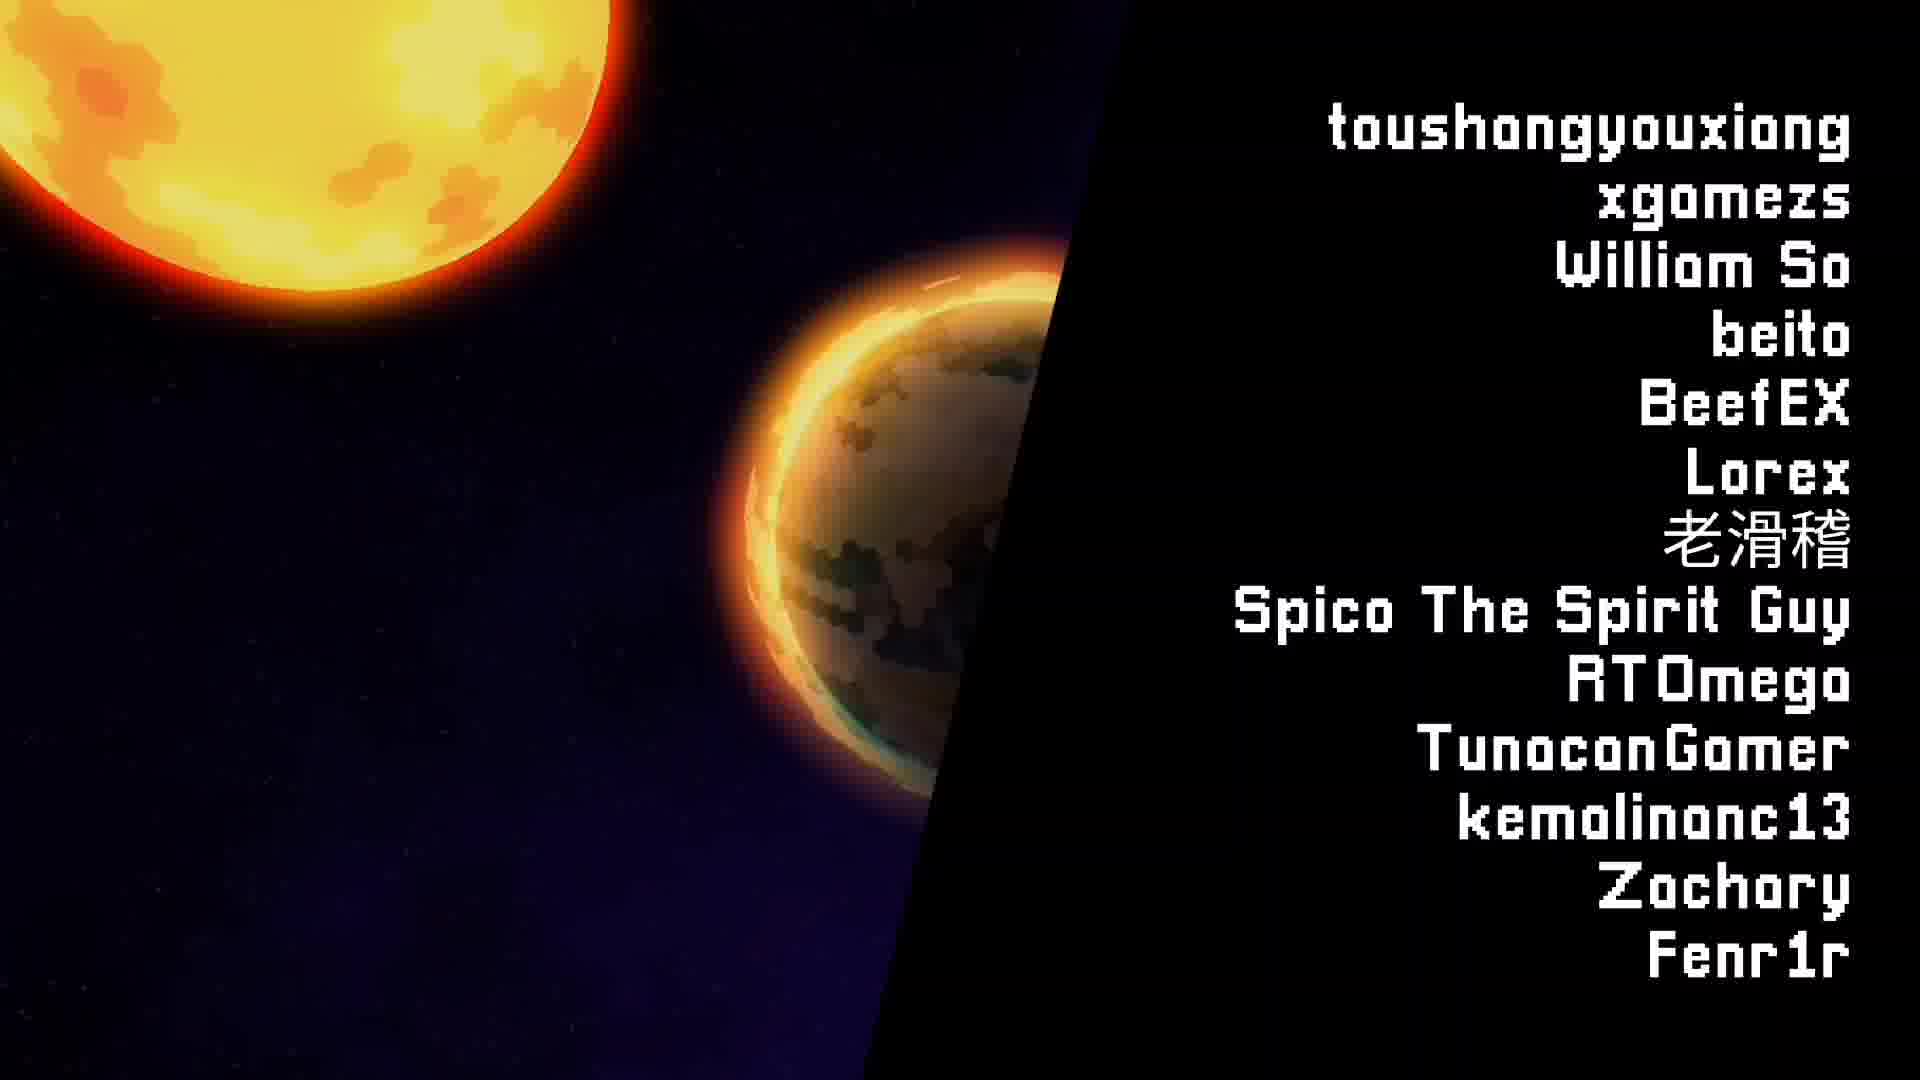 toushangyouxiang
xgamezs
William So
beito
BeefEX
Lorex
老滑稽
Spico The Spirit Guy
RTOmega
TunacanGamer
kemalinanc13
Zachary
Fenr1r